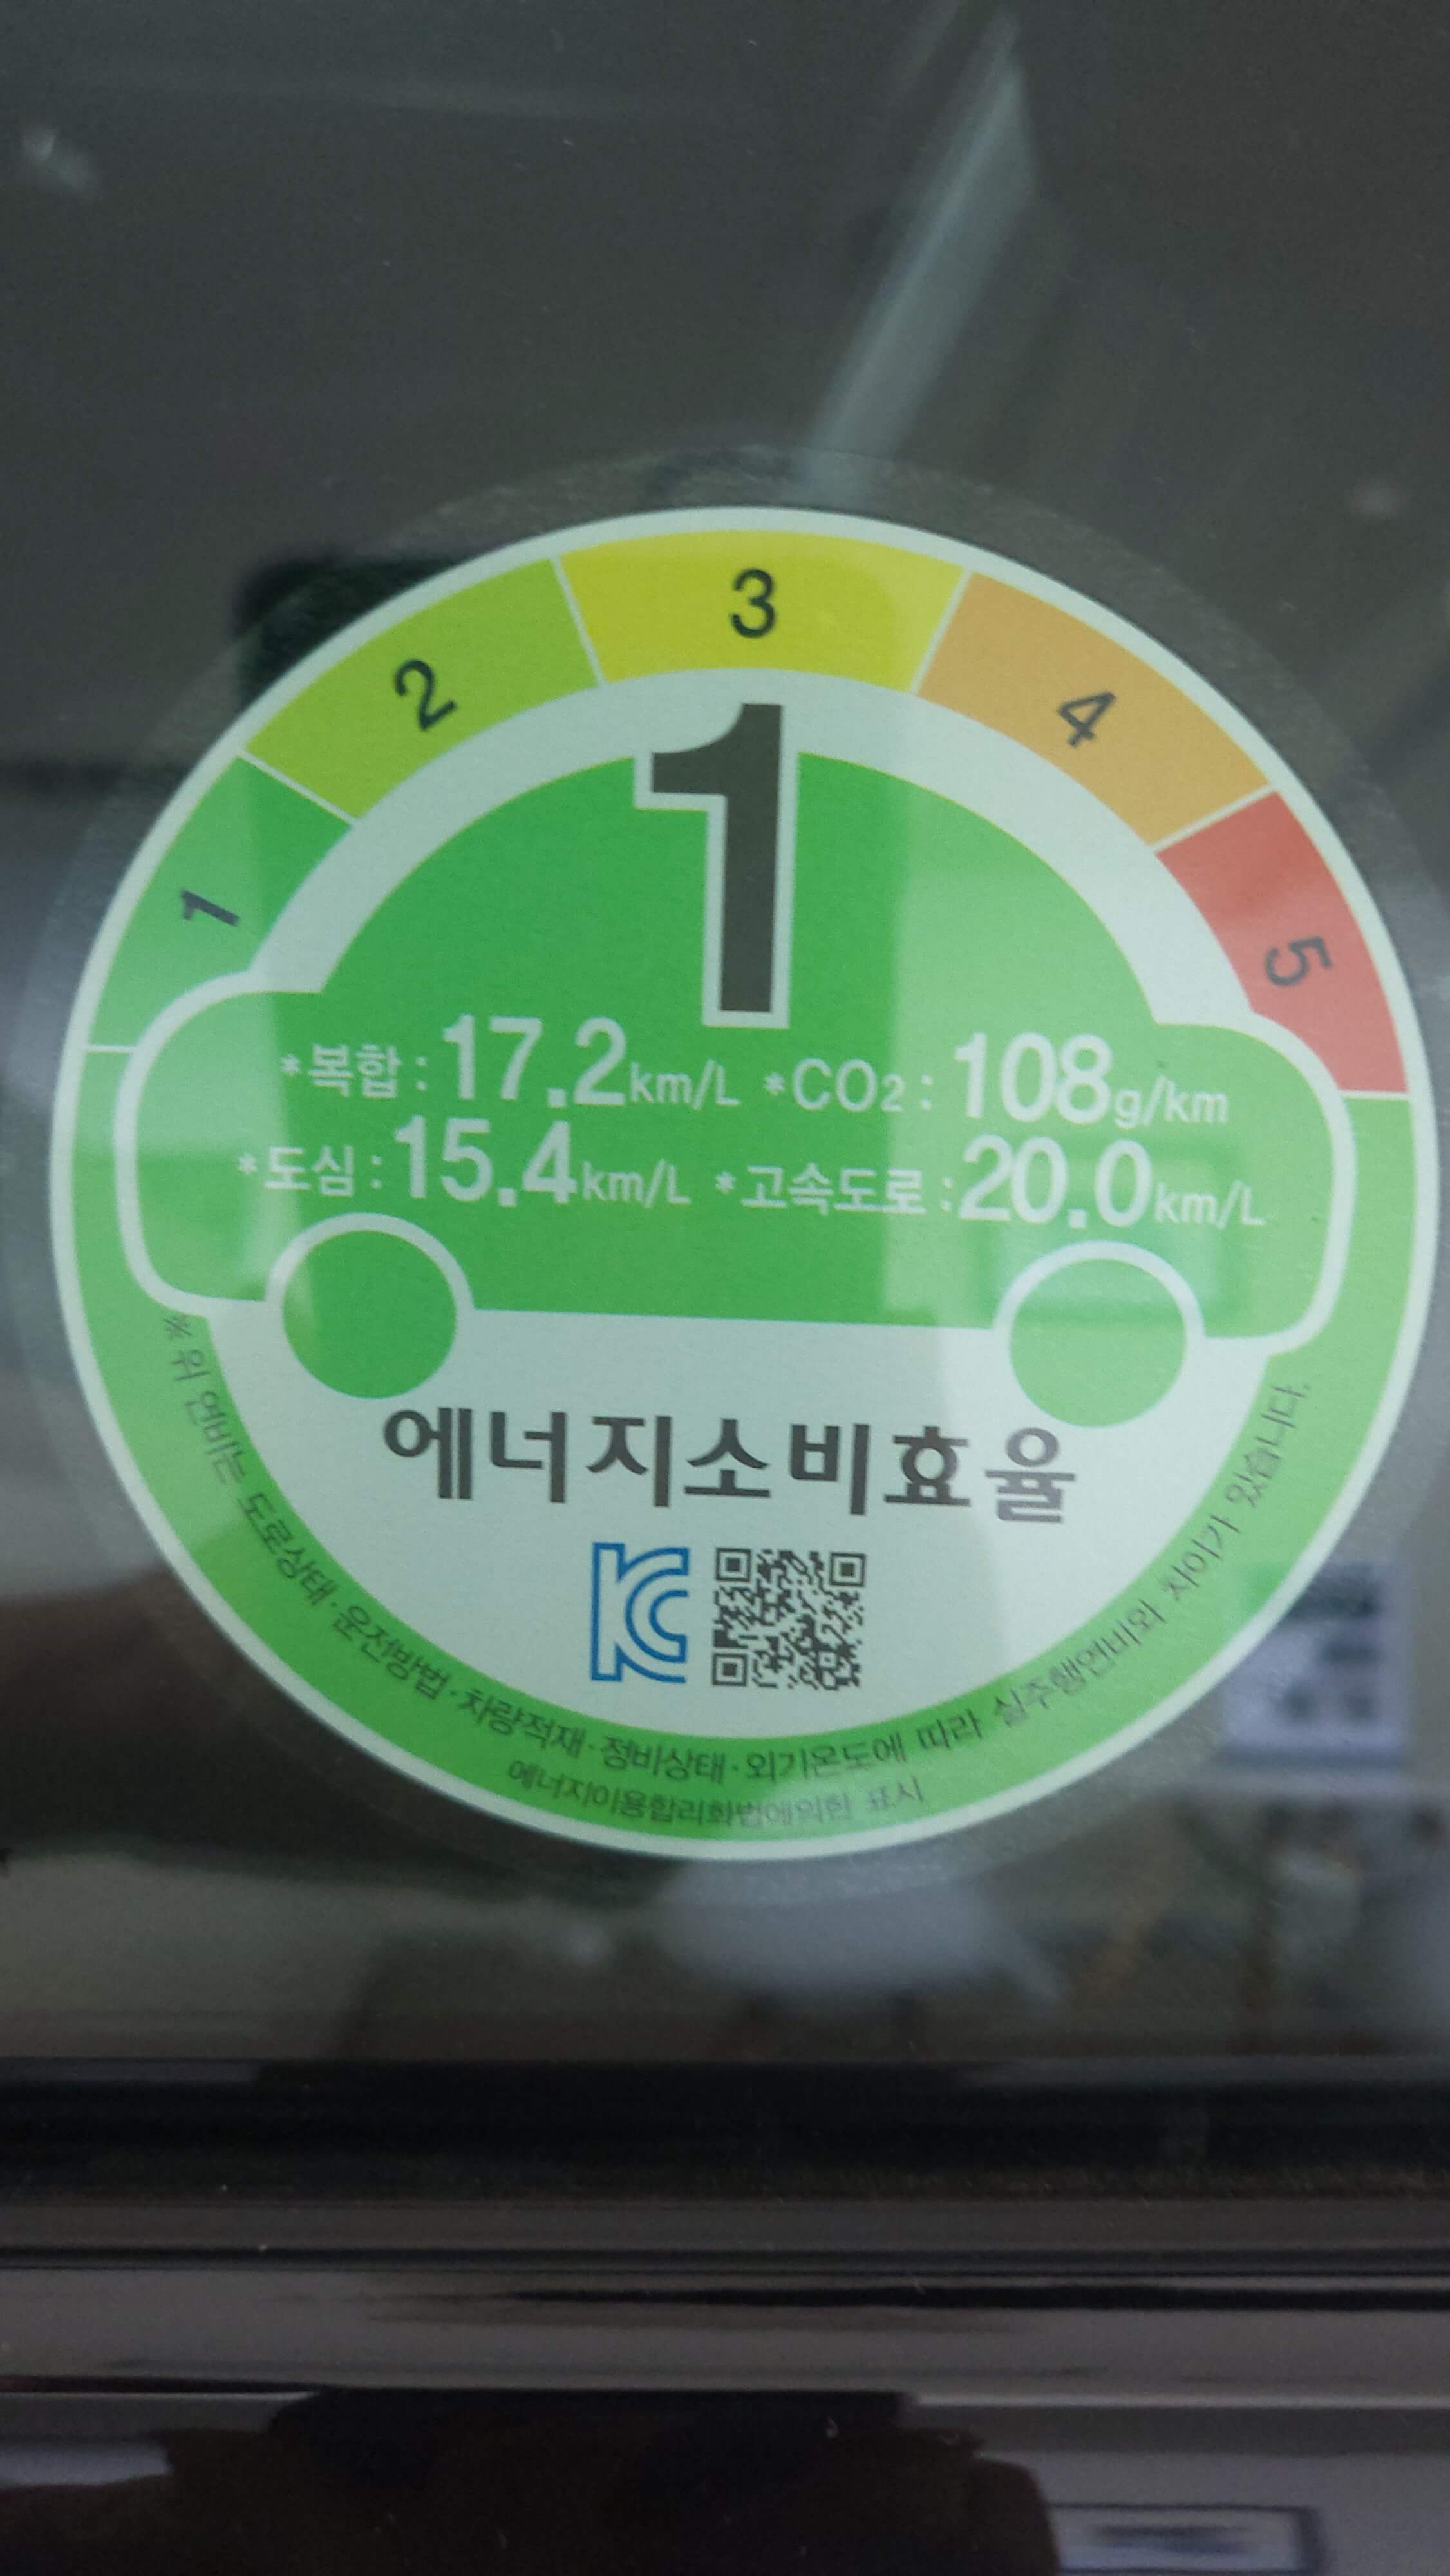 1
2
3
4
5
1
*복합 : 17.2km/L *CO2 : 108g/km
*도심 : 15.4km/L *고속도로 : 20.0km/L
에너지소비효율
KC
※ 위 연비는 도로상태·운전방법·차량적재·정비상태·외기온도에 따라 실주행연비와 차이가 있습니다.
에너지이용합리화법에의한 표시